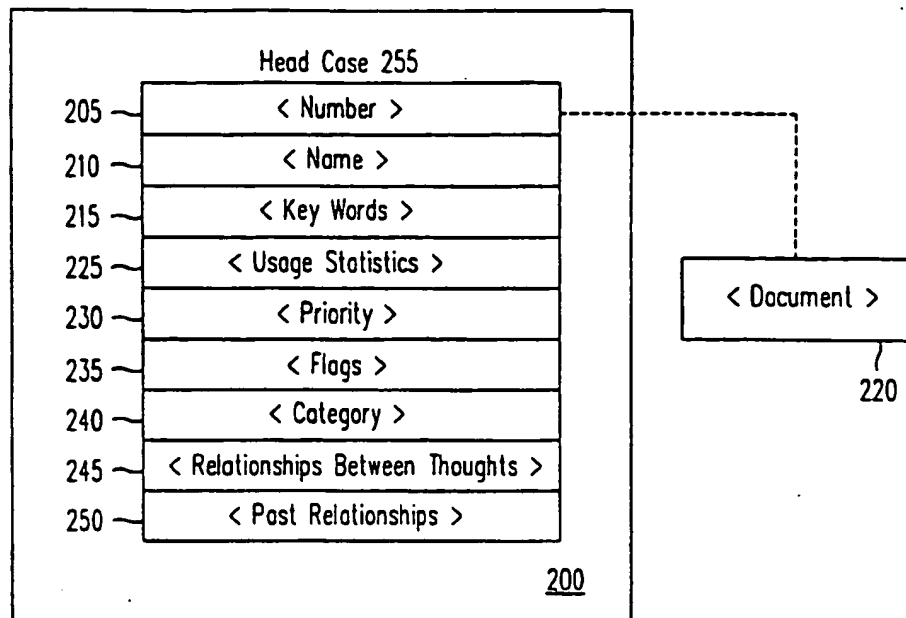 Head Case 255
205 < Number >
210 < Name >
215 < Key Words >
225 < Usage Statistics >
230 < Priority >
235 < Flags >
240 < Category >
245 < Relationships Between Thoughts >
250 < Past Relationships >
200
< Document >
220